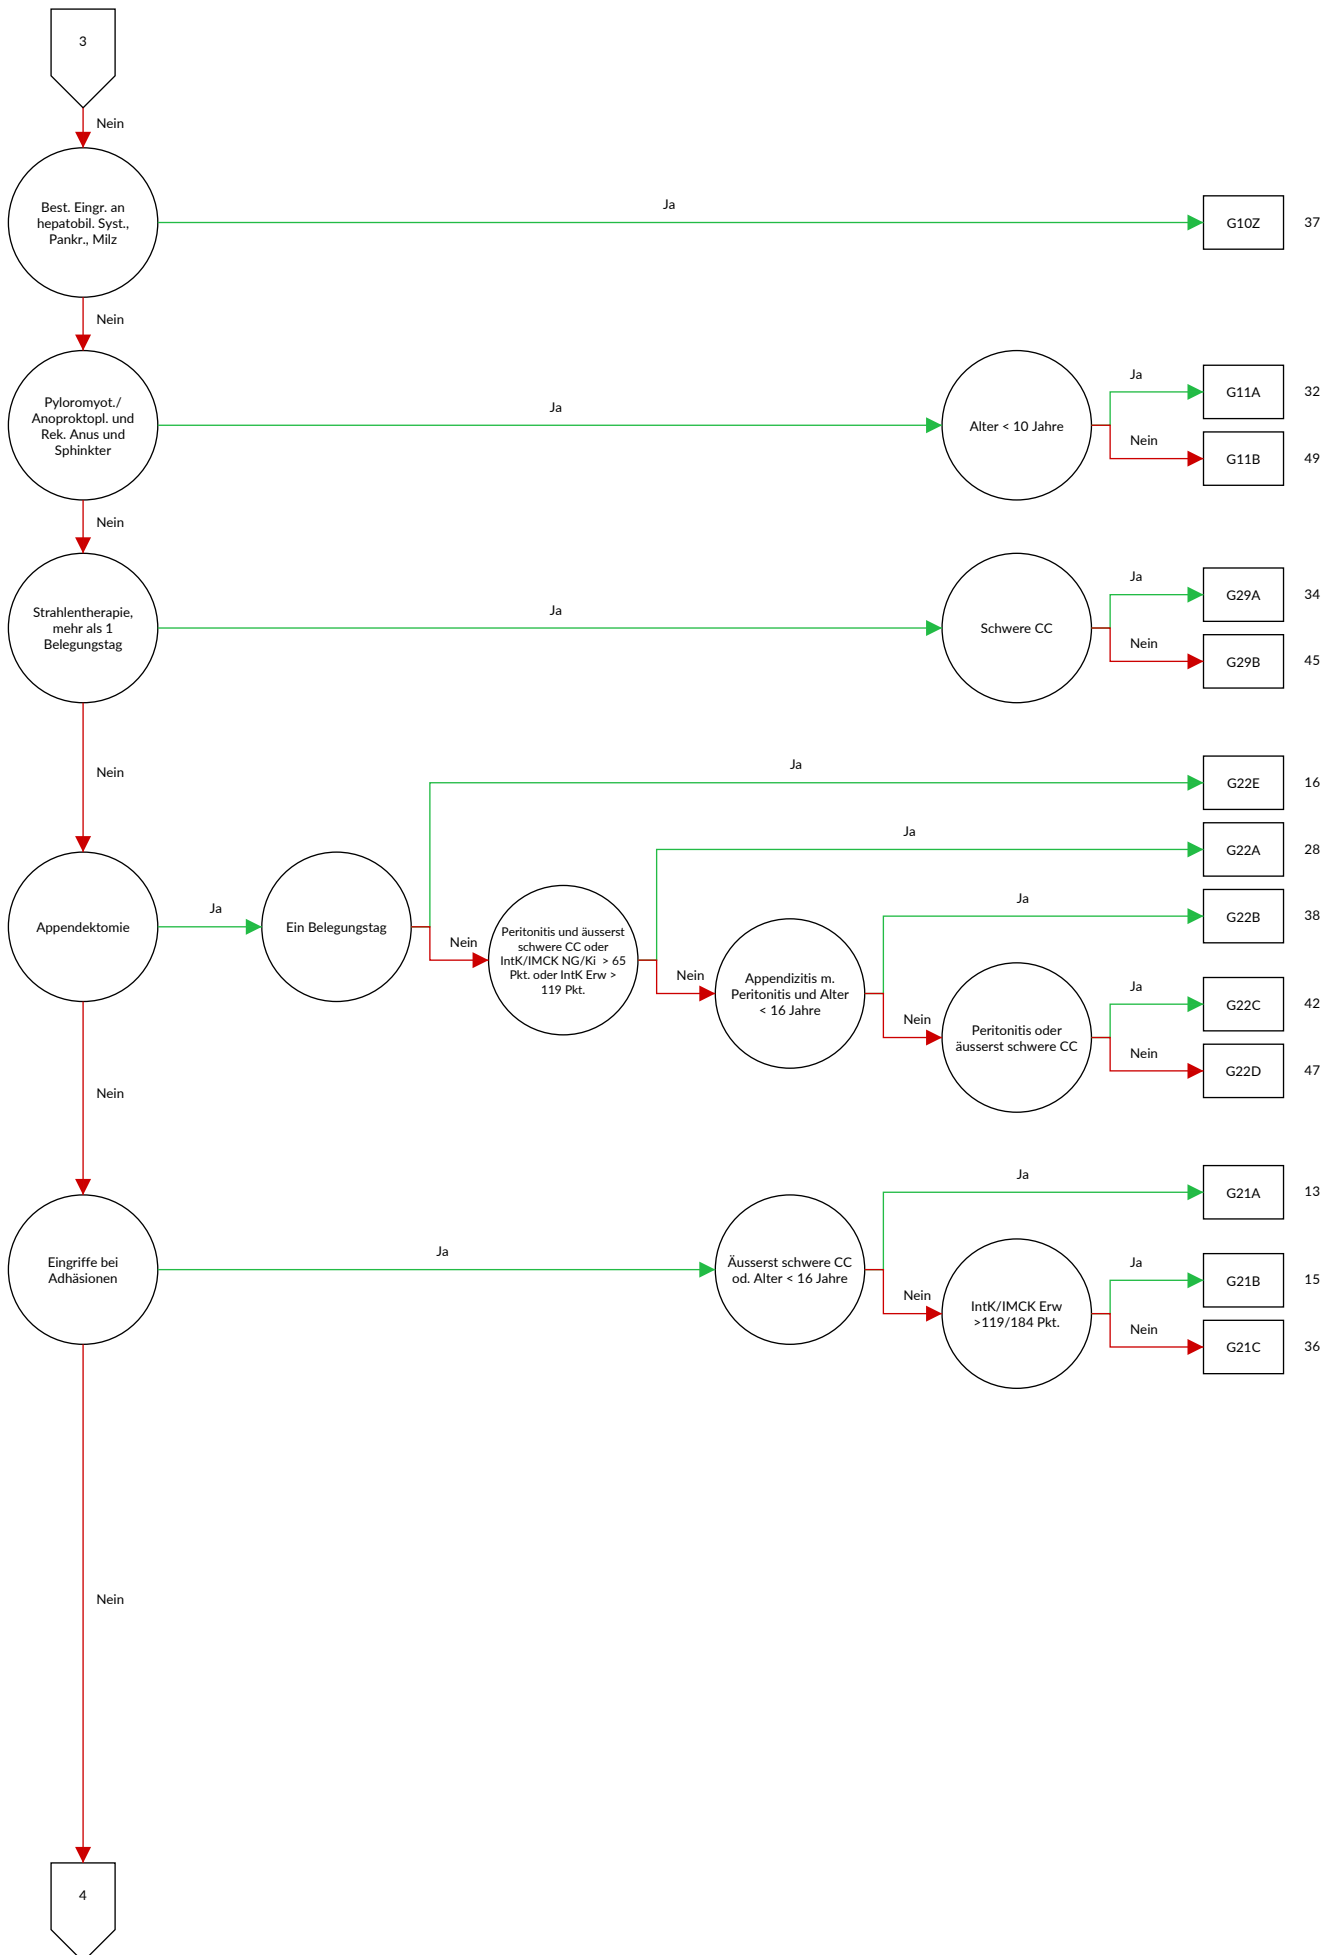 3
Nein
Best. Eingr. an
hepatobil. Syst.,
Pankr., Milz
Ja
G10Z
37
Nein
Pyloromyot./
Anoproktopl. und
Rek. Anus und
Sphinkter
Ja
Alter < 10 Jahre
Ja
G11A
32
Nein
G11B
49
Nein
Strahlentherapie,
mehr als 1
Belegungstag
Ja
Schwere CC
Ja
G29A
34
Nein
G29B
45
Nein
Appendektomie
Ja
Ein Belegungstag
Ja
G22E
16
Nein
Peritonitis und äusserst
schwere CC oder
IntK/IMCK NG/Ki > 65
Pkt. oder IntK Erw >
119 Pkt.
Ja
G22A
28
Nein
Appendizitis m.
Peritonitis und Alter
< 16 Jahre
Ja
G22B
38
Nein
Peritonitis oder
äusserst schwere CC
Ja
G22C
42
Nein
G22D
47
Nein
Eingriffe bei
Adhäsionen
Ja
Äusserst schwere CC
od. Alter < 16 Jahre
Ja
G21A
13
Nein
IntK/IMCK Erw
>119/184 Pkt.
Ja
G21B
15
Nein
G21C
36
Nein
4